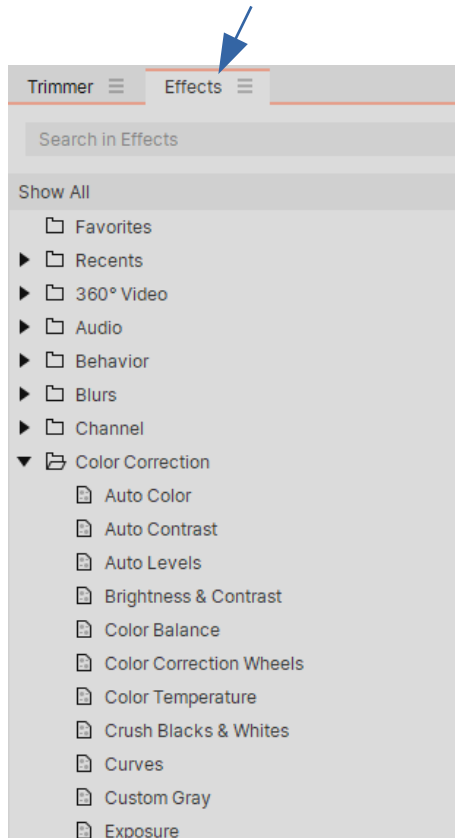 Trimmer Effects
Search in Effects
Show All
Favorites
Recents
360° Video
Audio
Behavior
Blurs
Channel
Color Correction
Auto Color
Auto Contrast
Auto Levels
Brightness & Contrast
Color Balance
Color Correction Wheels
Color Temperature
Crush Blacks & Whites
Curves
Custom Gray
Exposure